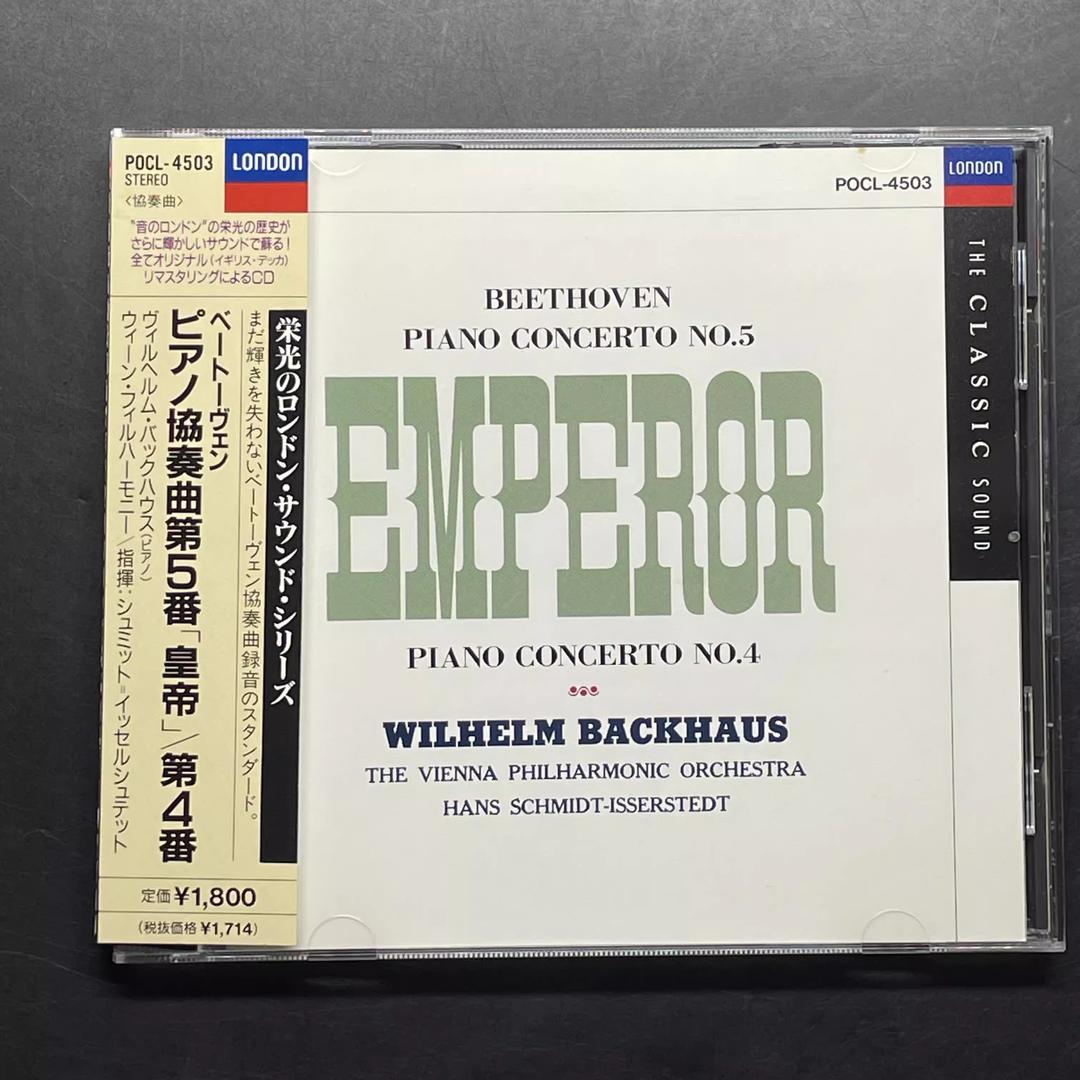 POCL-4503
STEREO
〈協奏曲〉
LONDON
"音のロンドン"の栄光の歴史が
さらに輝かしいサウンドで蘇る!
全てオリジナル(イギリス・デッカ)
リマスタリングによるCD
栄光のロンドン・サウンド・シリーズ
まだ輝きを失わないベートーヴェン協奏曲録音のスタンダード。
ベートーヴェン
ピアノ協奏曲第5番「皇帝」/第4番
ヴィルヘルム・バックハウス(ピアノ)
ウィーン・フィルハーモニー/指揮:シュミット=イッセルシュテット
定価¥1,800
(税抜価格¥1,714)
POCL-4503
LONDON
THE CLASSIC SOUND
BEETHOVEN
PIANO CONCERTO NO.5
EMPEROR
PIANO CONCERTO NO.4
WILHELM BACKHAUS
THE VIENNA PHILHARMONIC ORCHESTRA
HANS SCHMIDT-ISSERSTEDT